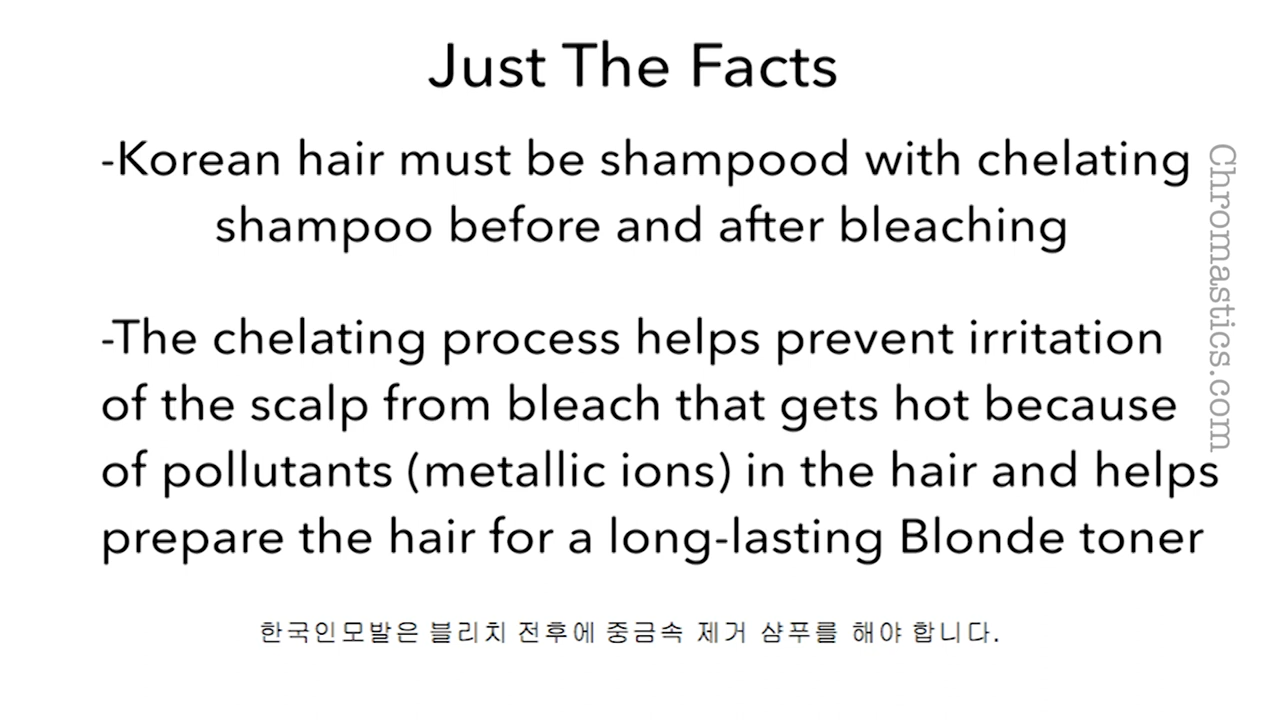 Just The Facts
-Korean hair must be shampood with chelating
shampoo before and after bleaching
-The chelating process helps prevent irritation
of the scalp from bleach that gets hot because
of pollutants (metallic ions) in the hair and helps
prepare the hair for a long-lasting Blonde toner
한국인모발은 블리치 전후에 중금속 제거 샴푸를 해야 합니다.
Chromastics.com